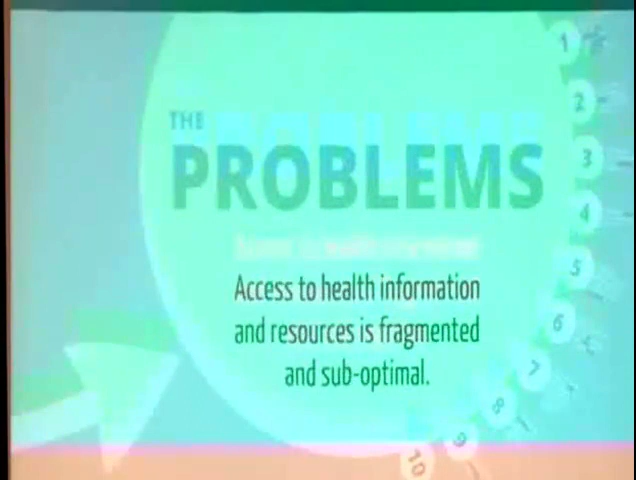 THE
PROBLEMS
Access to health information
and resources is fragmented
and sub-optimal.
1
2
3
4
5
6
7
8
9
10